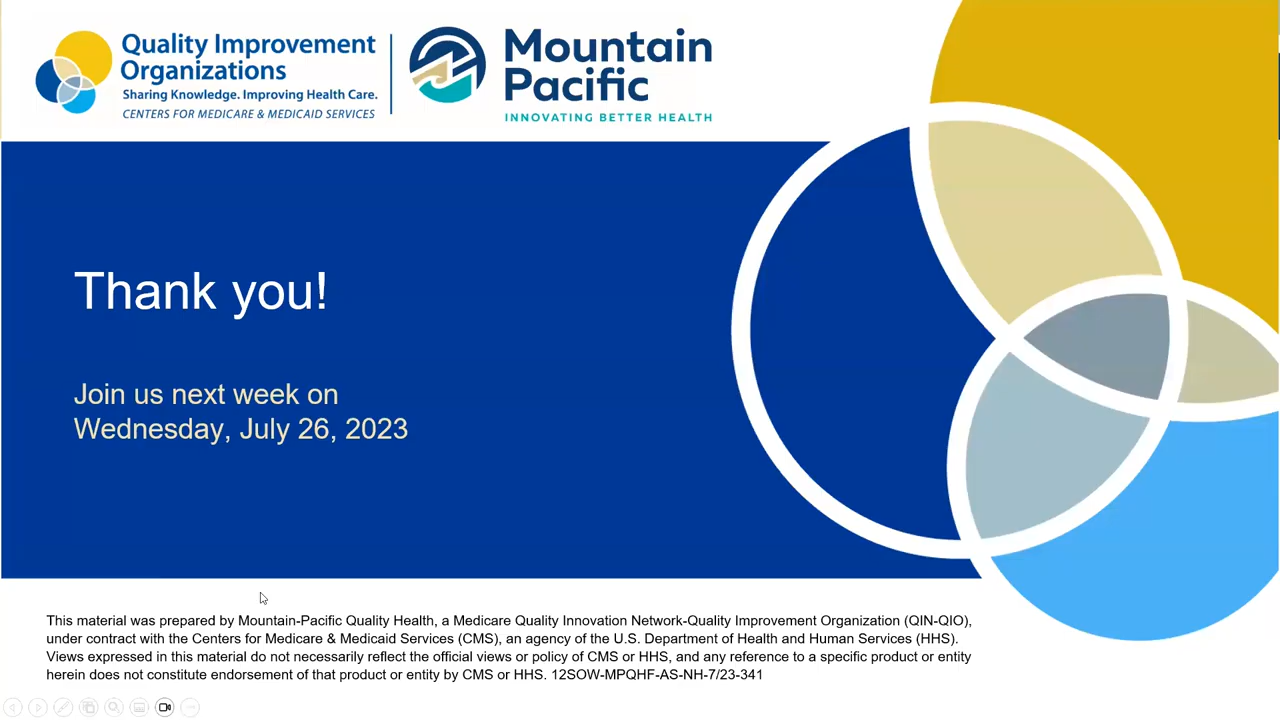 Quality Improvement
Organizations
Sharing Knowledge. Improving Health Care.
CENTERS FOR MEDICARE & MEDICAID SERVICES
Mountain
Pacific
INNOVATING BETTER HEALTH
Thank you!
Join us next week on
Wednesday, July 26, 2023
This material was prepared by Mountain-Pacific Quality Health, a Medicare Quality Innovation Network-Quality Improvement Organization (QIN-QIO),
under contract with the Centers for Medicare & Medicaid Services (CMS), an agency of the U.S. Department of Health and Human Services (HHS).
Views expressed in this material do not necessarily reflect the official views or policy of CMS or HHS, and any reference to a specific product or entity
herein does not constitute endorsement of that product or entity by CMS or HHS. 12SOW-MPQHF-AS-NH-7/23-341